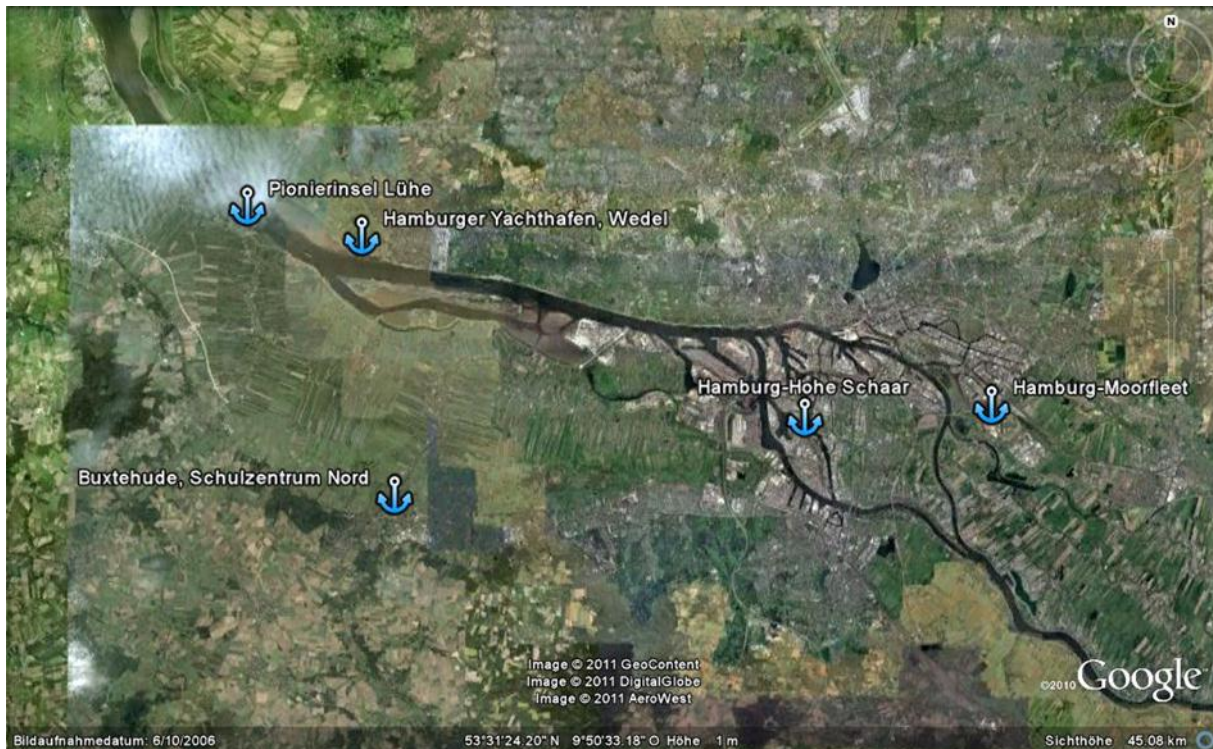 N
Pionierinsel Lühe
Hamburger Yachthafen, Wedel
Hamburg-Hohe Schaar
Hamburg-Moorfleet
Buxtehude, Schulzentrum Nord
Image © 2011 GeoContent
Image © 2011 DigitalGlobe
Image © 2011 AeroWest
©2010 Google
Bildaufnahmedatum: 6/10/2006 53°31'24.20" N 9°50'33.18" O Höhe 1 m Sichthöhe 45.08 km